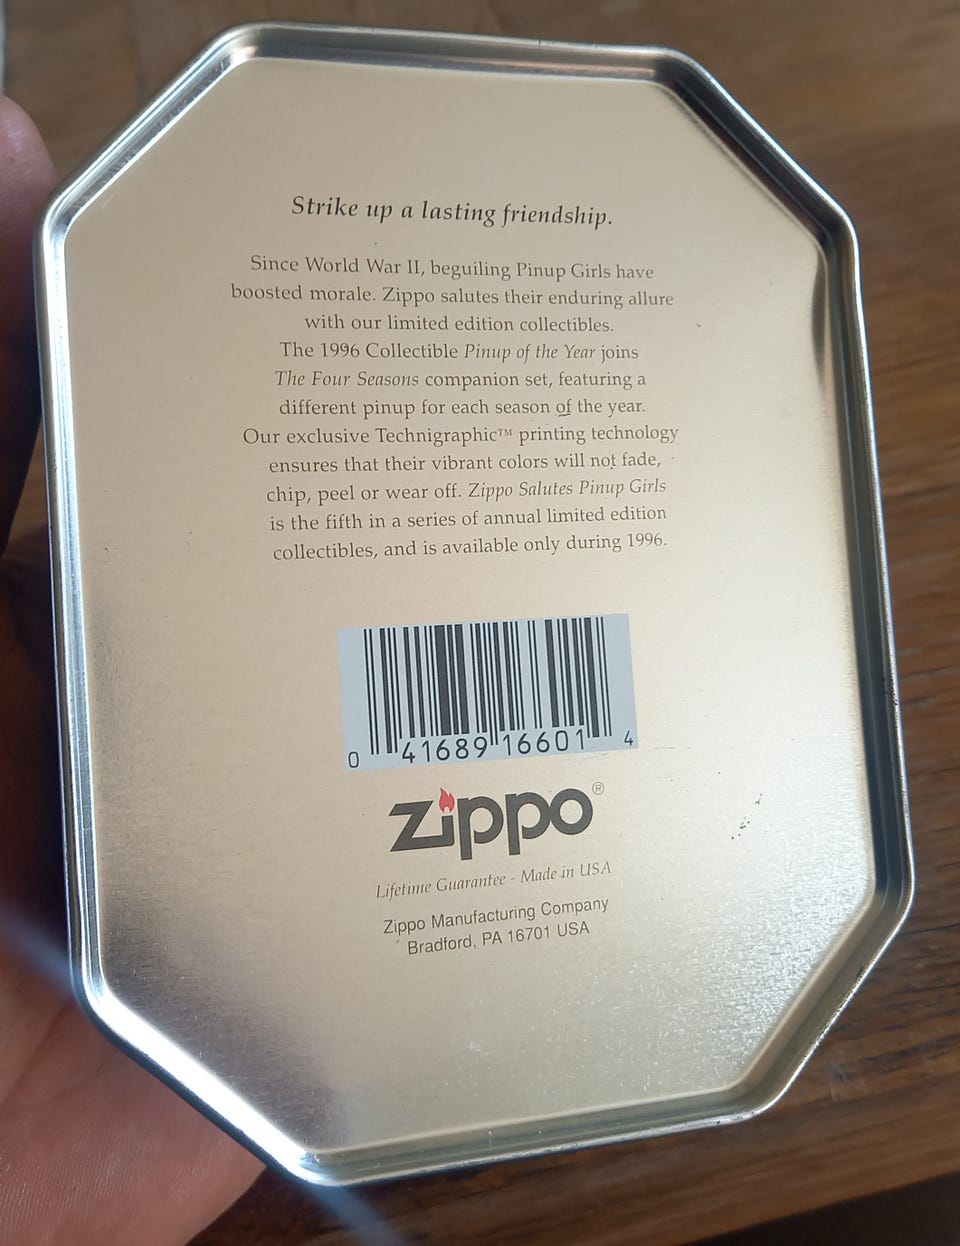 Strike up a lasting friendship.
Since World War II, beguiling Pinup Girls have
boosted morale. Zippo salutes their enduring allure
with our limited edition collectibles.
The 1996 Collectible Pinup of the Year joins
The Four Seasons companion set, featuring a
different pinup for each season of the year.
Our exclusive Technigraphic™ printing technology
ensures that their vibrant colors will not fade,
chip, peel or wear off. Zippo Salutes Pinup Girls
is the fifth in a series of annual limited edition
collectibles, and is available only during 1996.
0 41689 16601 4
zippo®
Lifetime Guarantee - Made in USA
Zippo Manufacturing Company
Bradford, PA 16701 USA